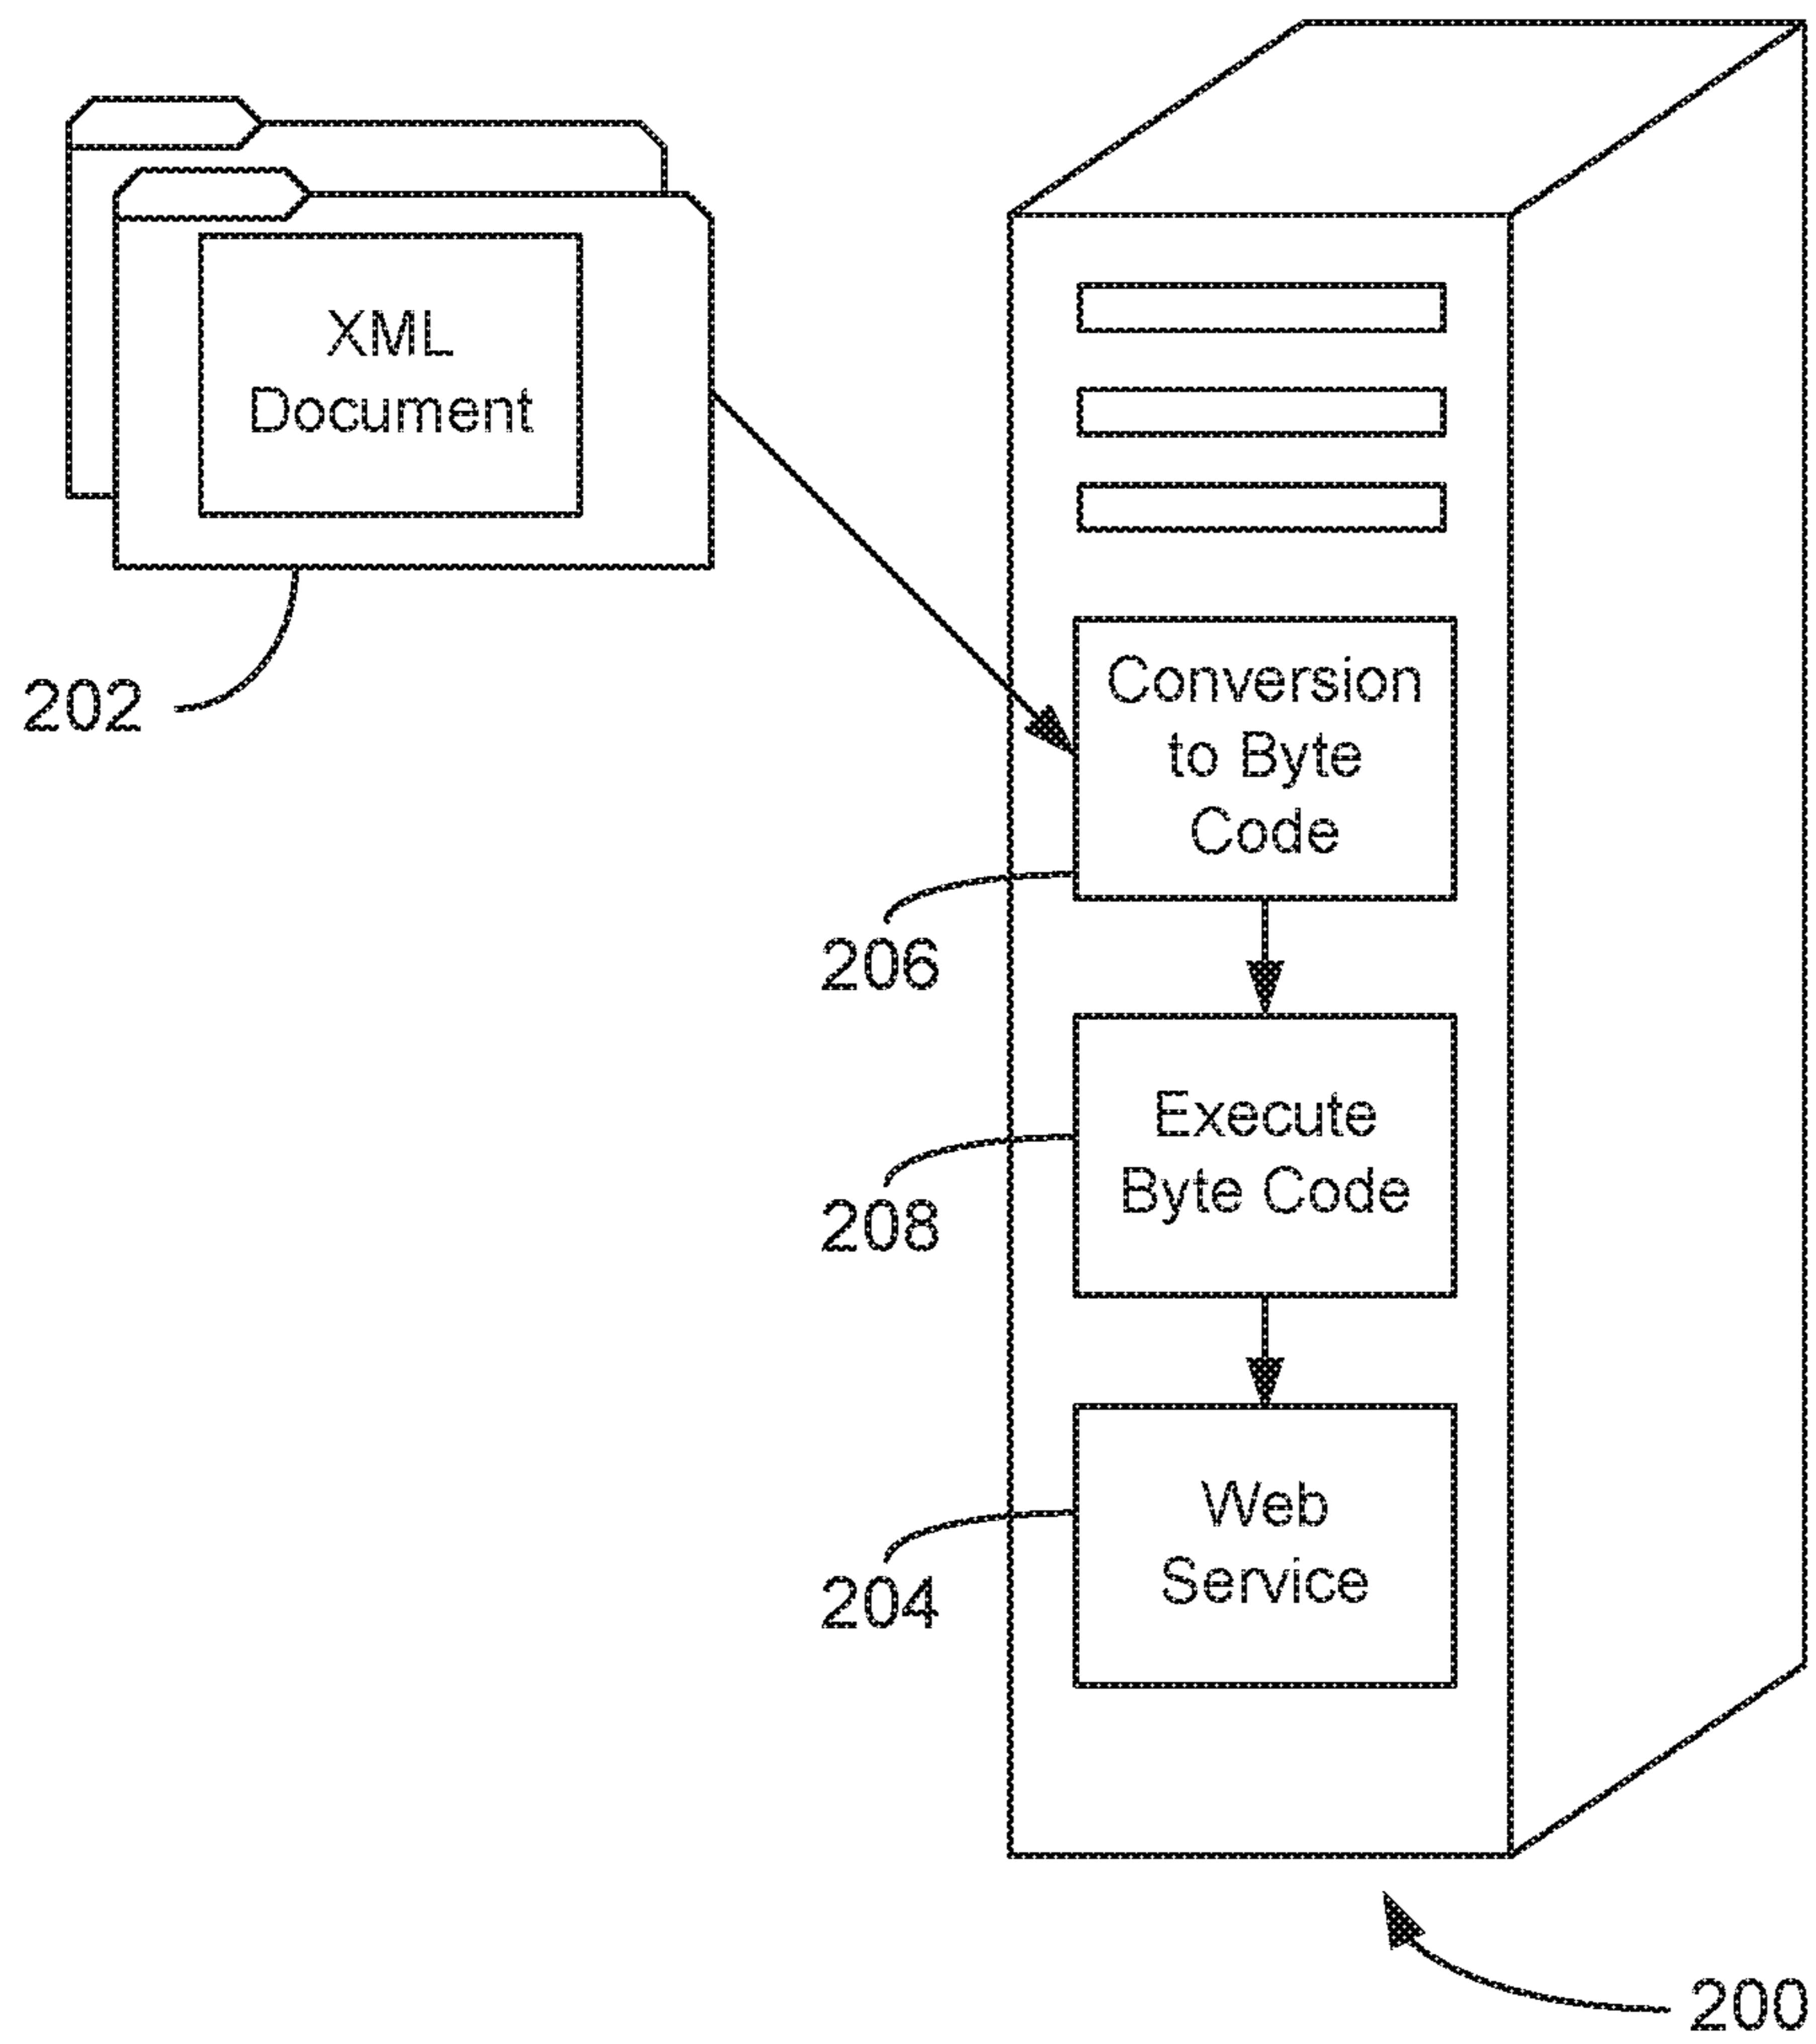 XML
Document
202
Conversion
to Byte
Code
206
Execute
Byte Code
208
Web
Service
204
200